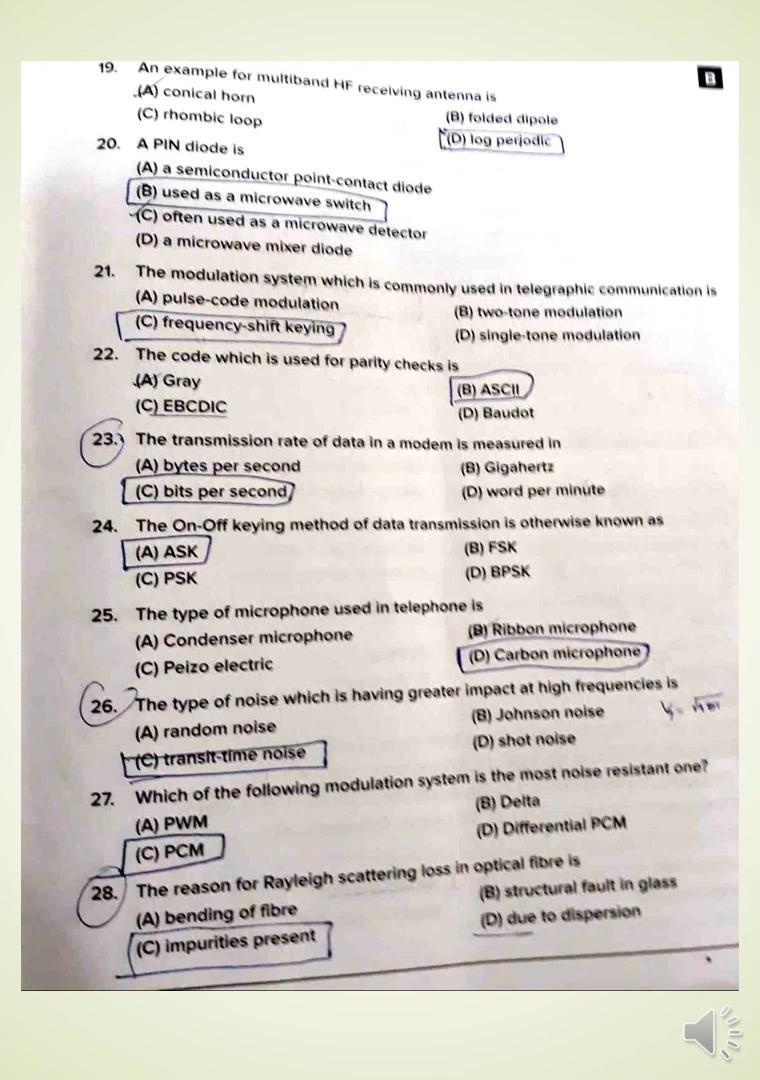 B
19. An example for multiband HF receiving antenna is
(A) conical horn
(B) folded dipole
(C) rhombic loop
(D) log perjodic
20. A PIN diode is
(A) a semiconductor point-contact diode
(B) used as a microwave switch
(C) often used as a microwave detector
(D) a microwave mixer diode
21. The modulation system which is commonly used in telegraphic communication is
(A) pulse-code modulation
(B) two-tone modulation
(C) frequency-shift keying
(D) single-tone modulation
22. The code which is used for parity checks is
(A) Gray
(B) ASCII
(C) EBCDIC
(D) Baudot
23. The transmission rate of data in a modem is measured in
(A) bytes per second
(B) Gigahertz
(C) bits per second
(D) word per minute
24. The On-Off keying method of data transmission is otherwise known as
(A) ASK
(B) FSK
(C) PSK
(D) BPSK
25. The type of microphone used in telephone is
(A) Condenser microphone
(B) Ribbon microphone
(C) Peizo electric
(D) Carbon microphone
26. The type of noise which is having greater impact at high frequencies is
(A) random noise
(B) Johnson noise
(C) transit-time noise
(D) shot noise
27. Which of the following modulation system is the most noise resistant one?
(A) PWM
(B) Delta
(C) PCM
(D) Differential PCM
28. The reason for Rayleigh scattering loss in optical fibre is
(A) bending of fibre
(B) structural fault in glass
(C) impurities present
(D) due to dispersion